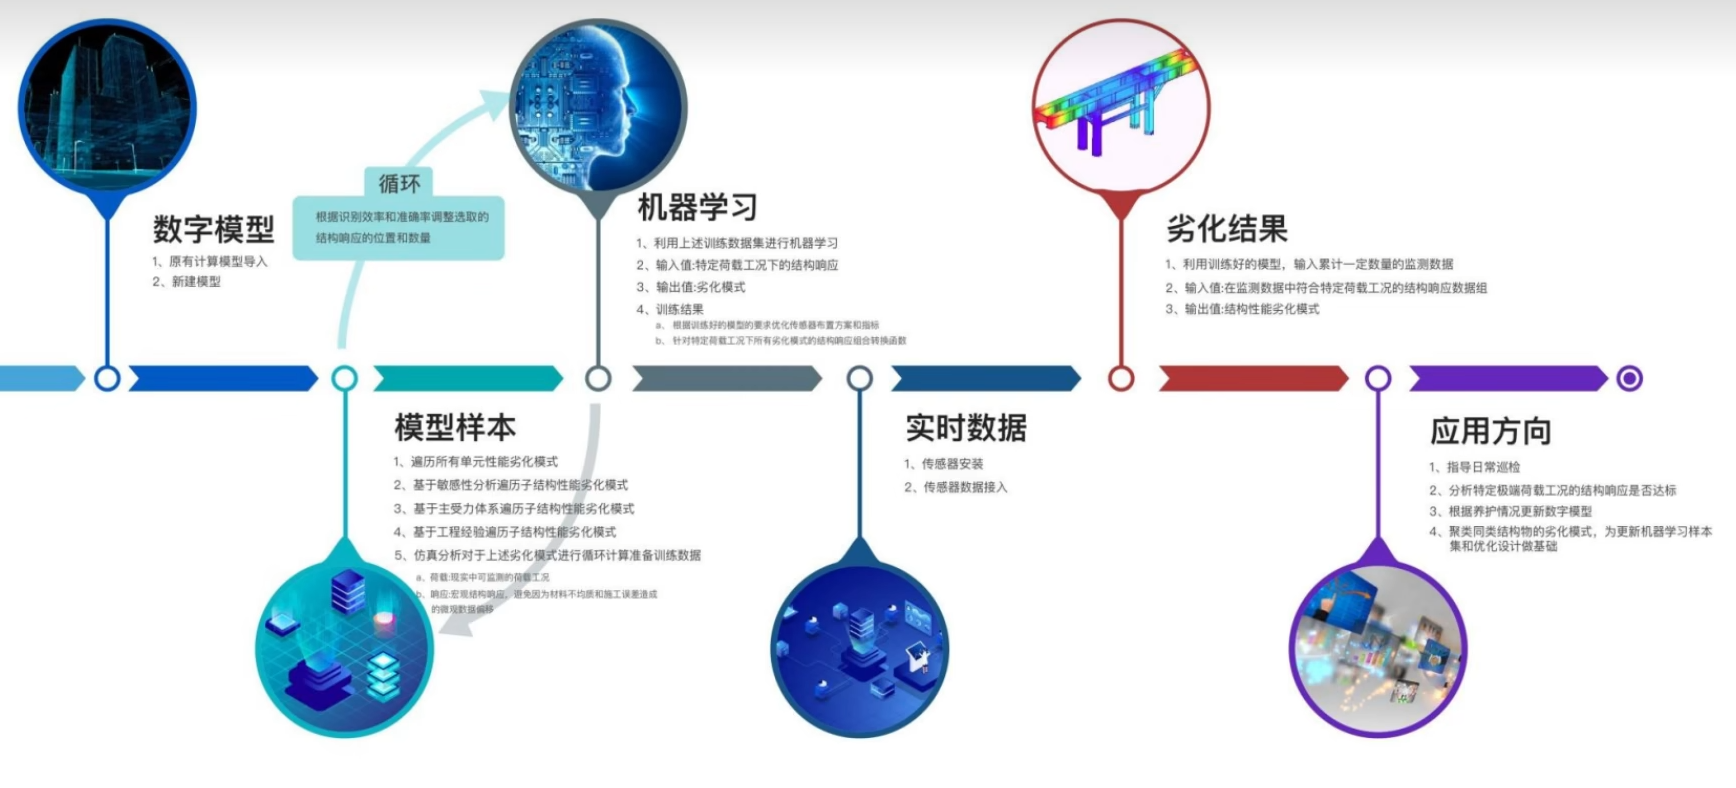 数字模型
1、原有计算模型导入
2、新建模型
循环
根据识别效率和准确率调整选取的
结构响应的位置和数量
机器学习
1、利用上述训练数据集进行机器学习
2、输入值:特定荷载工况下的结构响应
3、输出值:劣化模式
4、训练结果
a、 根据训练好的模型的要求优化传感器布置方案和指标
b、 针对特定荷载工况下所有劣化模式的结构响应组合转换函数
劣化结果
1、利用训练好的模型，输入累计一定数量的监测数据
2、输入值:在监测数据中符合特定荷载工况的结构响应数据组
3、输出值:结构性能劣化模式
模型样本
1、遍历所有单元性能劣化模式
2、基于敏感性分析遍历子结构性能劣化模式
3、基于主受力体系遍历子结构性能劣化模式
4、基于工程经验遍历子结构性能劣化模式
5、仿真分析对于上述劣化模式进行循环计算准备训练数据
a、荷载:现实中可监测的荷载工况
b、响应:宏观结构响应，避免因为材料不均质和施工误差造成
的微观数据偏移
实时数据
1、传感器安装
2、传感器数据接入
应用方向
1、指导日常巡检
2、分析特定极端荷载工况的结构响应是否达标
3、根据养护情况更新数字模型
4、聚类同类结构物的劣化模式，为更新机器学习样本
集和优化设计做基础